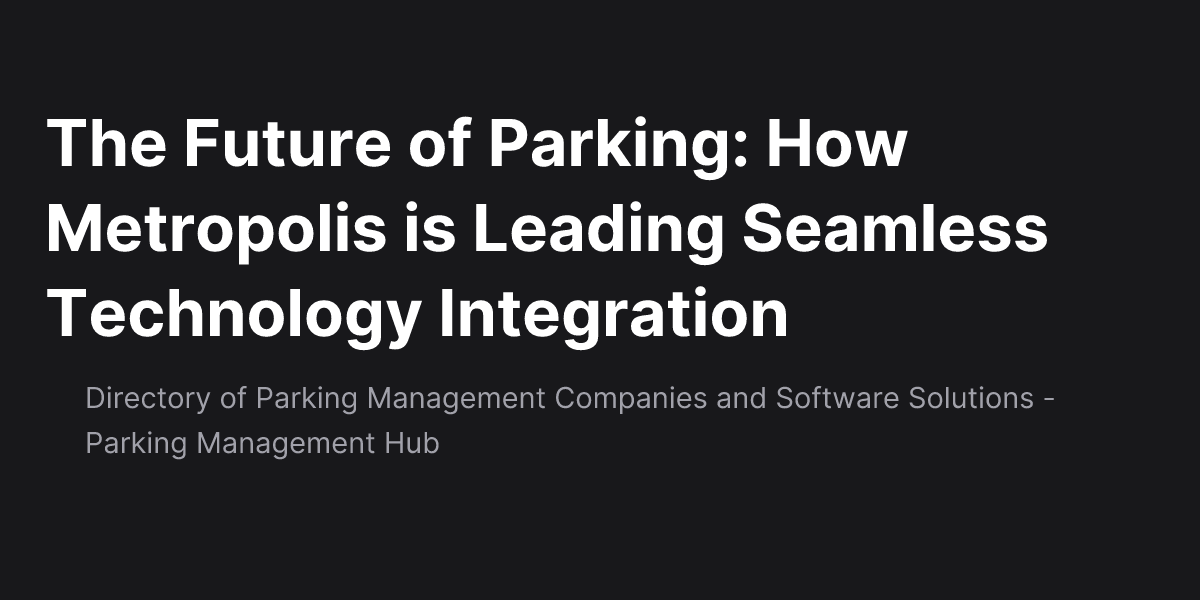 The Future of Parking: How
Metropolis is Leading Seamless
Technology Integration
Directory of Parking Management Companies and Software Solutions -
Parking Management Hub